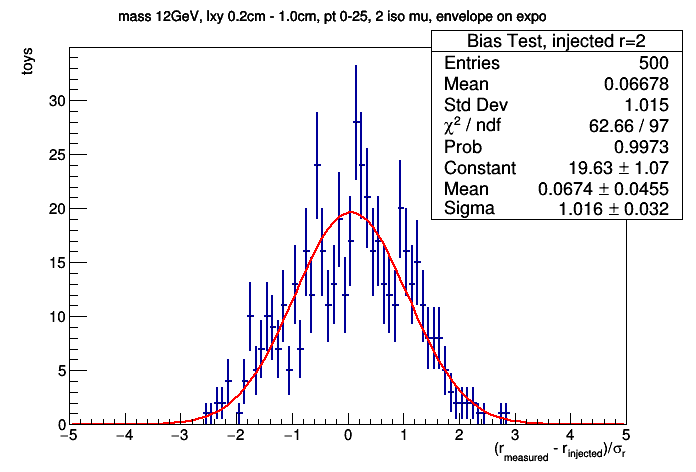 mass 12GeV, lxy 0.2cm - 1.0cm, pt 0-25, 2 iso mu, envelope on expo
Bias Test, injected r=2
Entries 500
Mean 0.06678
Std Dev 1.015
χ² / ndf 62.66 / 97
Prob 0.9973
Constant 19.63 ± 1.07
Mean 0.0674 ± 0.0455
Sigma 1.016 ± 0.032
toys
30
25
20
15
10
5
0
−5 −4 −3 −2 −1 0 1 2 3 4 5
(r_measured - r_injected)/σ_r